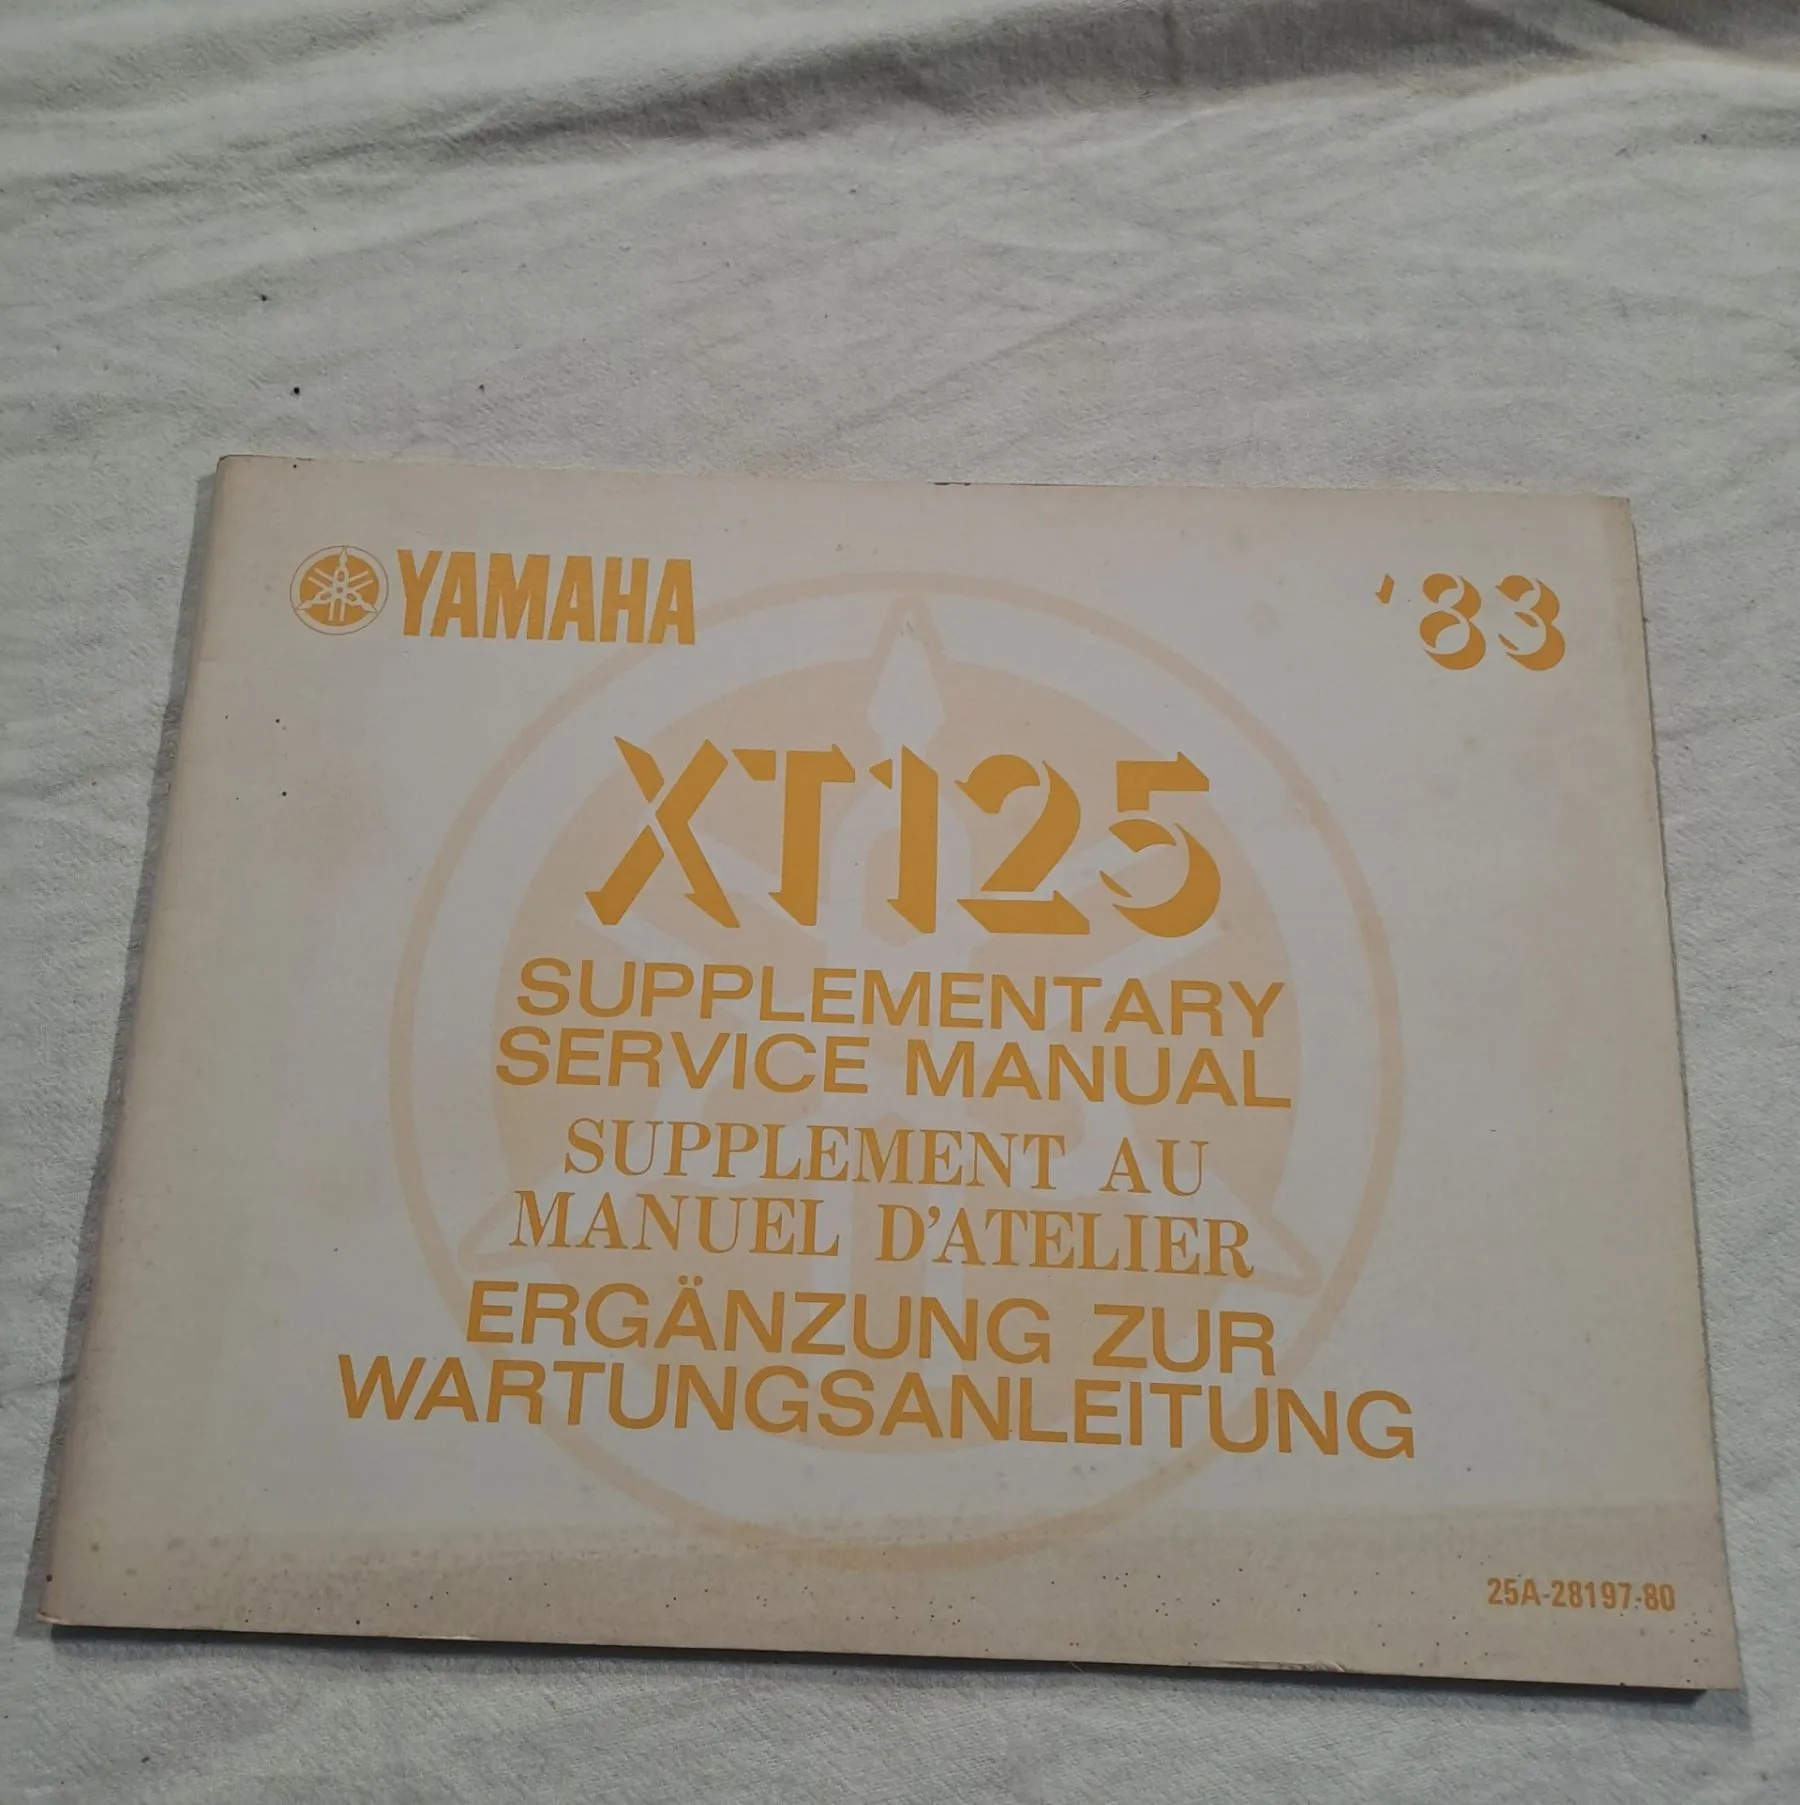 YAMAHA
'83
XT125
SUPPLEMENTARY
SERVICE MANUAL
SUPPLEMENT AU
MANUEL D'ATELIER
ERGÄNZUNG ZUR
WARTUNGSANLEITUNG
25A-28197-80